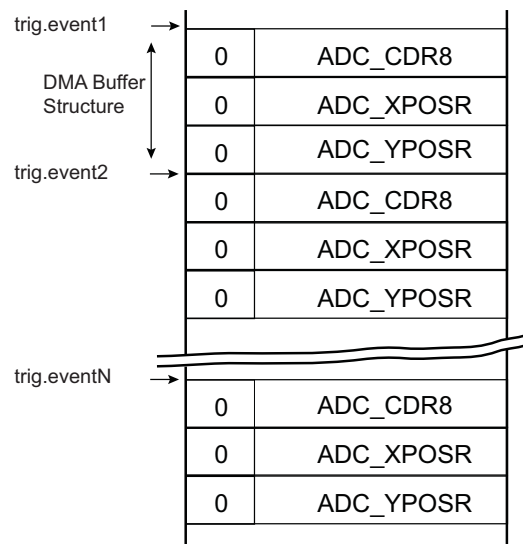 trig.event1
0 ADC_CDR8
DMA Buffer
Structure
0 ADC_XPOSR
0 ADC_YPOSR
trig.event2
0 ADC_CDR8
0 ADC_XPOSR
0 ADC_YPOSR
trig.eventN
0 ADC_CDR8
0 ADC_XPOSR
0 ADC_YPOSR